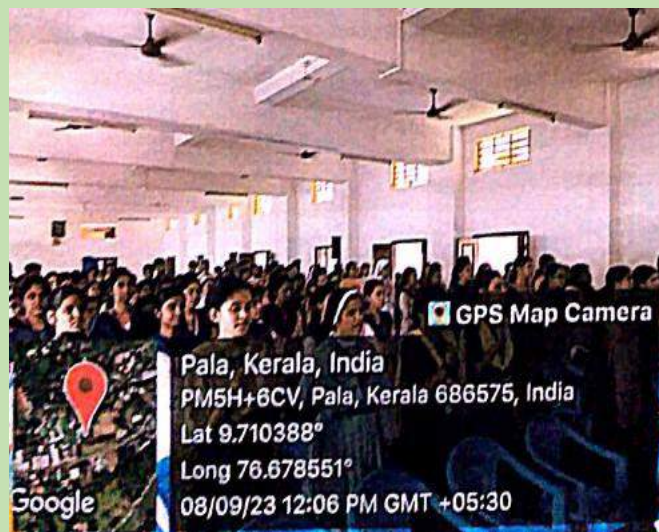 GPS Map Camera
Pala, Kerala, India
PM5H+6CV, Pala, Kerala 686575, India
Lat 9.710388°
Long 76.678551°
08/09/23 12:06 PM GMT +05:30
Google